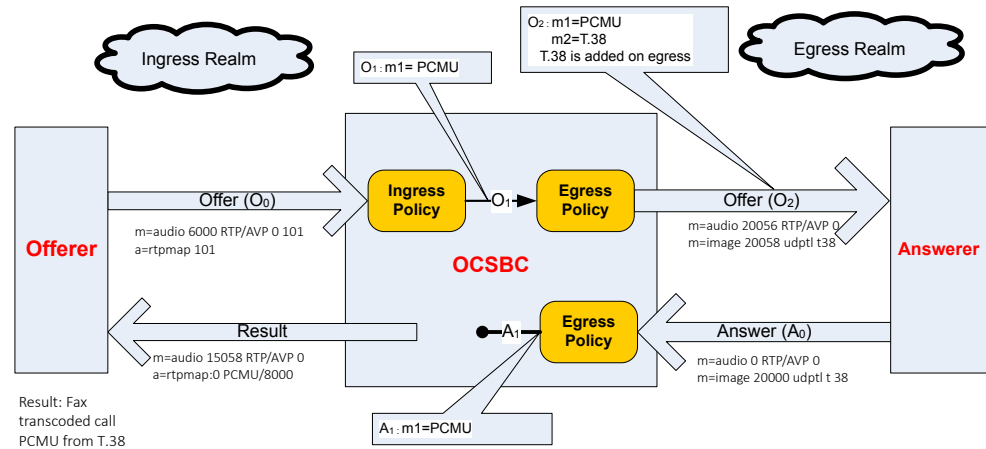 Ingress Realm
O₁: m1= PCMU
O₂: m1=PCMU
m2=T.38
T.38 is added on egress
Egress Realm
Offerer
Offer (O₀)
m=audio 6000 RTP/AVP 0 101
a=rtpmap 101
Ingress
Policy
O₁
Egress
Policy
Offer (O₂)
m=audio 20056 RTP/AVP 0
m=image 20058 udptl t38
Answerer
OCSBC
Result
m=audio 15058 RTP/AVP 0
a=rtpmap:0 PCMU/8000
A₁
Egress
Policy
Answer (A₀)
m=audio 0 RTP/AVP 0
m=image 20000 udptl t 38
Result: Fax
transcoded call
PCMU from T.38
A₁: m1=PCMU